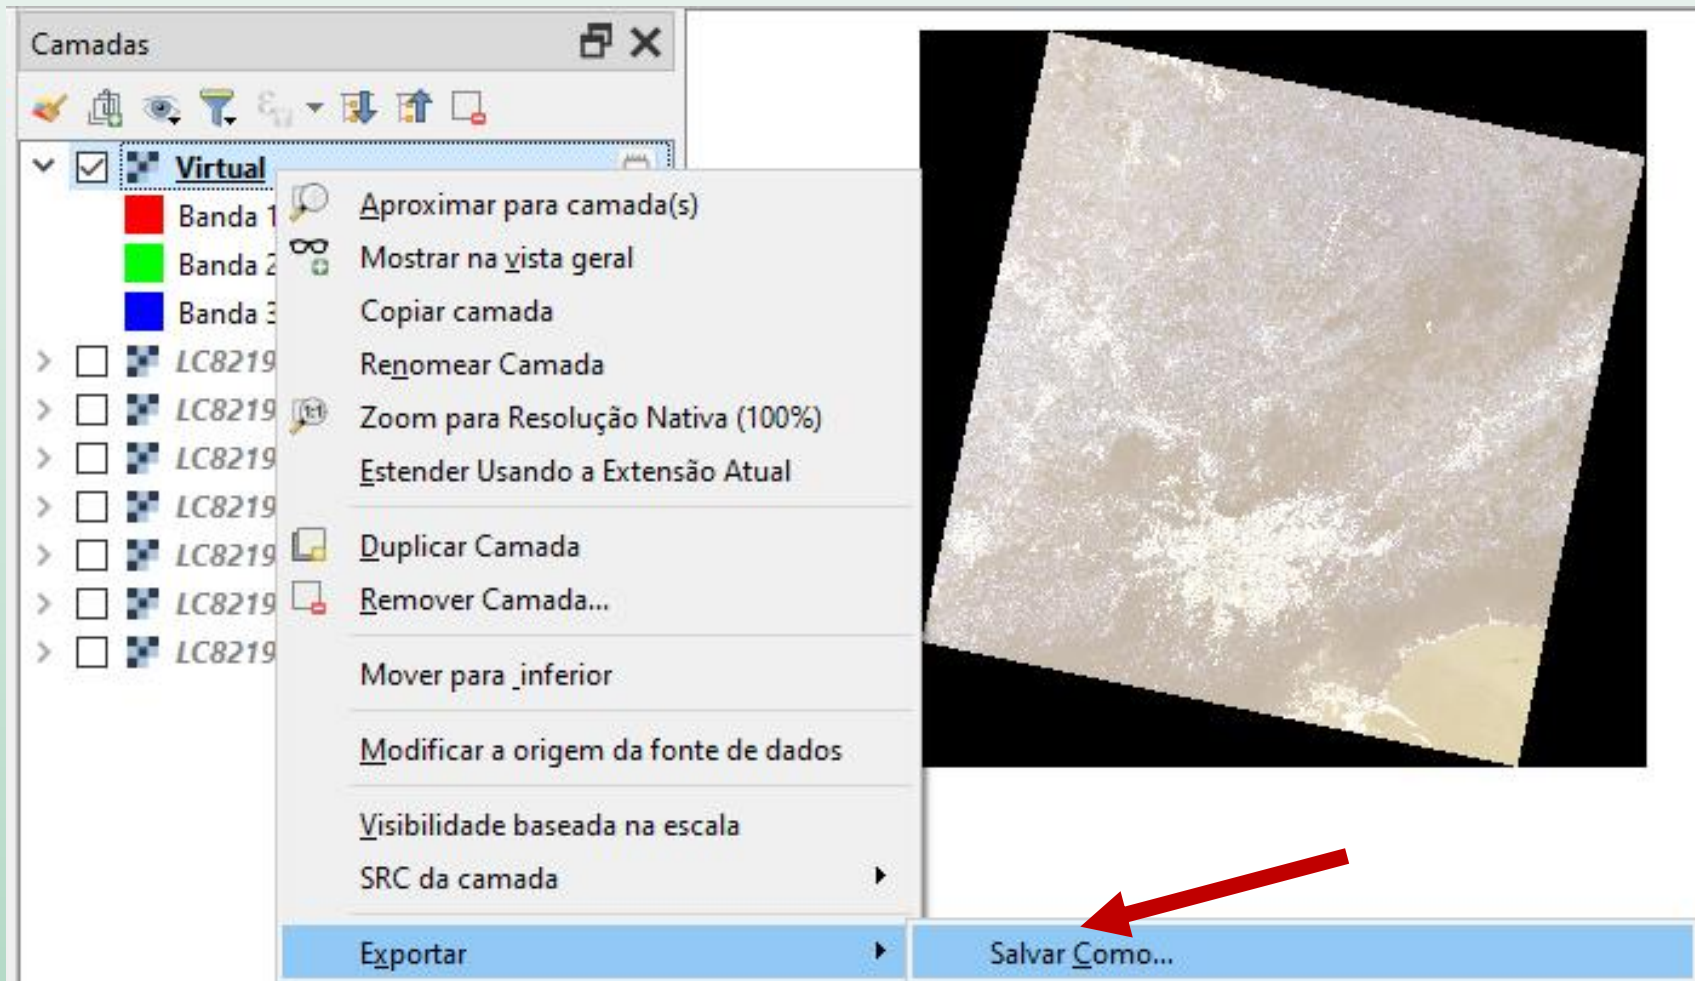 Camadas
Virtual
Banda 1
Banda 2
Banda 3
LC8219
LC8219
LC8219
LC8219
LC8219
LC8219
LC8219
Aproximar para camada(s)
Mostrar na vista geral
Copiar camada
Renomear Camada
1:1
Zoom para Resolução Nativa (100%)
Estender Usando a Extensão Atual
Duplicar Camada
Remover Camada...
Mover para _inferior
Modificar a origem da fonte de dados
Visibilidade baseada na escala
SRC da camada
Exportar
Salvar Como...